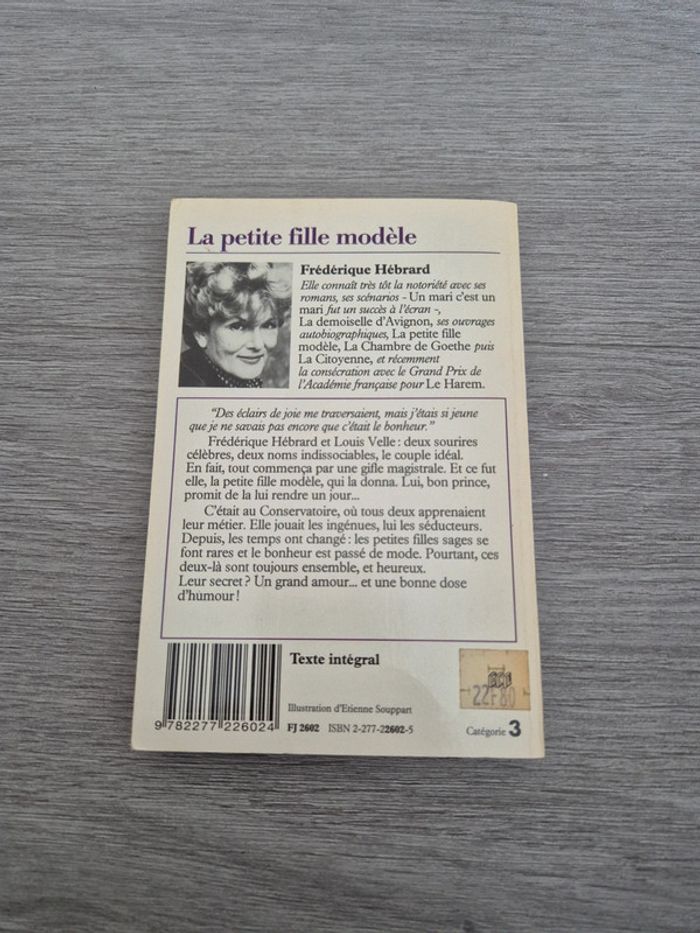 La petite fille modèle
Frédérique Hébrard
Elle connaît très tôt la notoriété avec ses
romans, ses scénarios - Un mari c'est un
mari fut un succès à l'écran -,
La demoiselle d'Avignon, ses ouvrages
autobiographiques, La petite fille
modèle, La Chambre de Goethe puis
La Citoyenne, et récemment
la consécration avec le Grand Prix de
l'Académie française pour Le Harem.
"Des éclairs de joie me traversaient, mais j'étais si jeune
que je ne savais pas encore que c'était le bonheur."
Frédérique Hébrard et Louis Velle : deux sourires
célèbres, deux noms indissociables, le couple idéal.
En fait, tout commença par une gifle magistrale. Et ce fut
elle, la petite fille modèle, qui la donna. Lui, bon prince,
promit de la lui rendre un jour...
C'était au Conservatoire, où tous deux apprenaient
leur métier. Elle jouait les ingénues, lui les séducteurs.
Depuis, les temps ont changé : les petites filles sages se
font rares et le bonheur est passé de mode. Pourtant, ces
deux-là sont toujours ensemble, et heureux.
Leur secret ? Un grand amour... et une bonne dose
d'humour !
Texte intégral
22F80
Illustration d'Etienne Souppart
9 782277 226024
FJ 2602 ISBN 2-277-22602-5
Catégorie 3